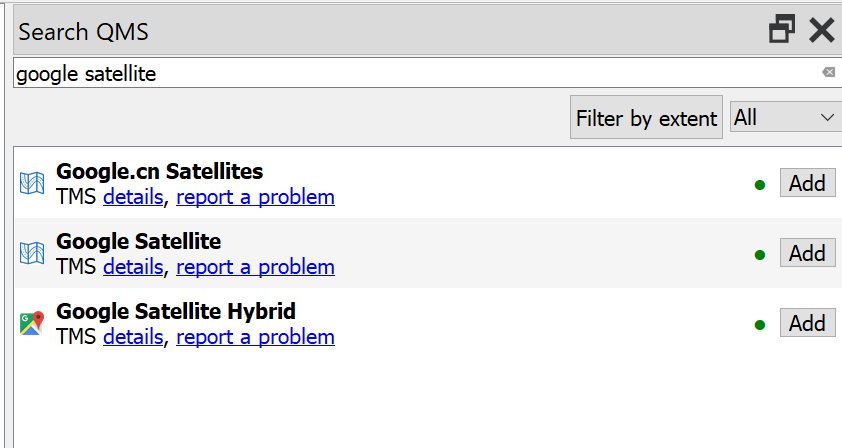 Search QMS
google satellite
Filter by extent All
Google.cn Satellites
TMS details, report a problem Add
Google Satellite
TMS details, report a problem Add
Google Satellite Hybrid
TMS details, report a problem Add